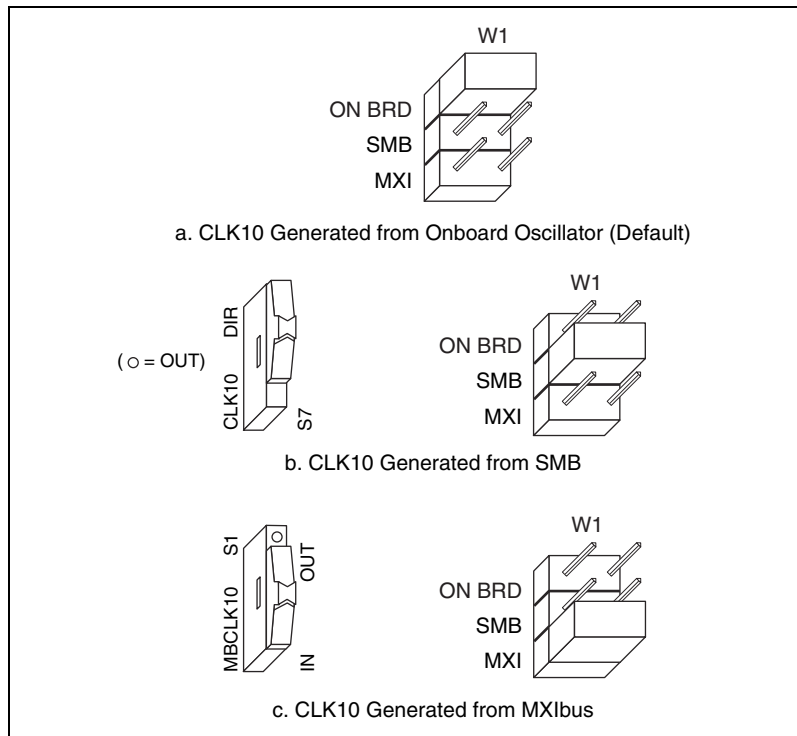 W1
ON BRD
SMB
MXI
a. CLK10 Generated from Onboard Oscillator (Default)
DIR
( ○ = OUT)
CLK10
S7
W1
ON BRD
SMB
MXI
b. CLK10 Generated from SMB
S1
OUT
MBCLK10
IN
W1
ON BRD
SMB
MXI
c. CLK10 Generated from MXIbus